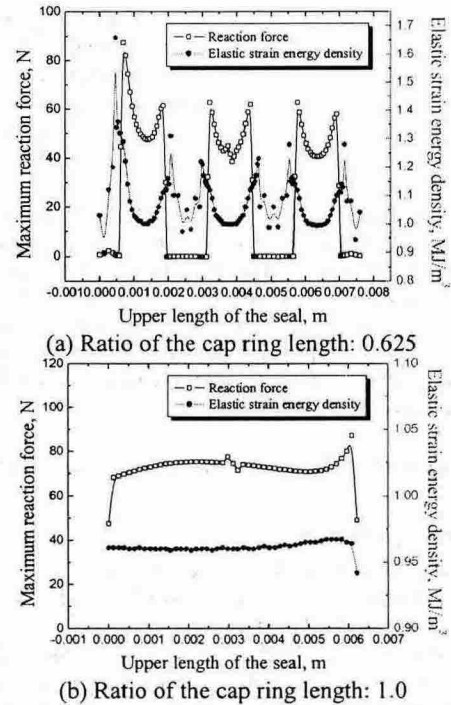 100
80
60
40
20
0
Maximum reaction force, N
Reaction force
Elastic strain energy density
1.7
1.6
1.5
1.4
1.3
1.2
1.1
1.0
0.9
0.8
Elastic strain energy density, MJ/m³
-0.001 0.000 0.001 0.002 0.003 0.004 0.005 0.006 0.007 0.008
Upper length of the seal, m
(a) Ratio of the cap ring length: 0.625
120
100
80
60
40
20
0
Maximum reaction force, N
Reaction force
Elastic strain energy density
1.10
1.05
1.00
0.95
0.90
Elastic strain energy density, MJ/m³
-0.001 0.000 0.001 0.002 0.003 0.004 0.005 0.006 0.007
Upper length of the seal, m
(b) Ratio of the cap ring length: 1.0